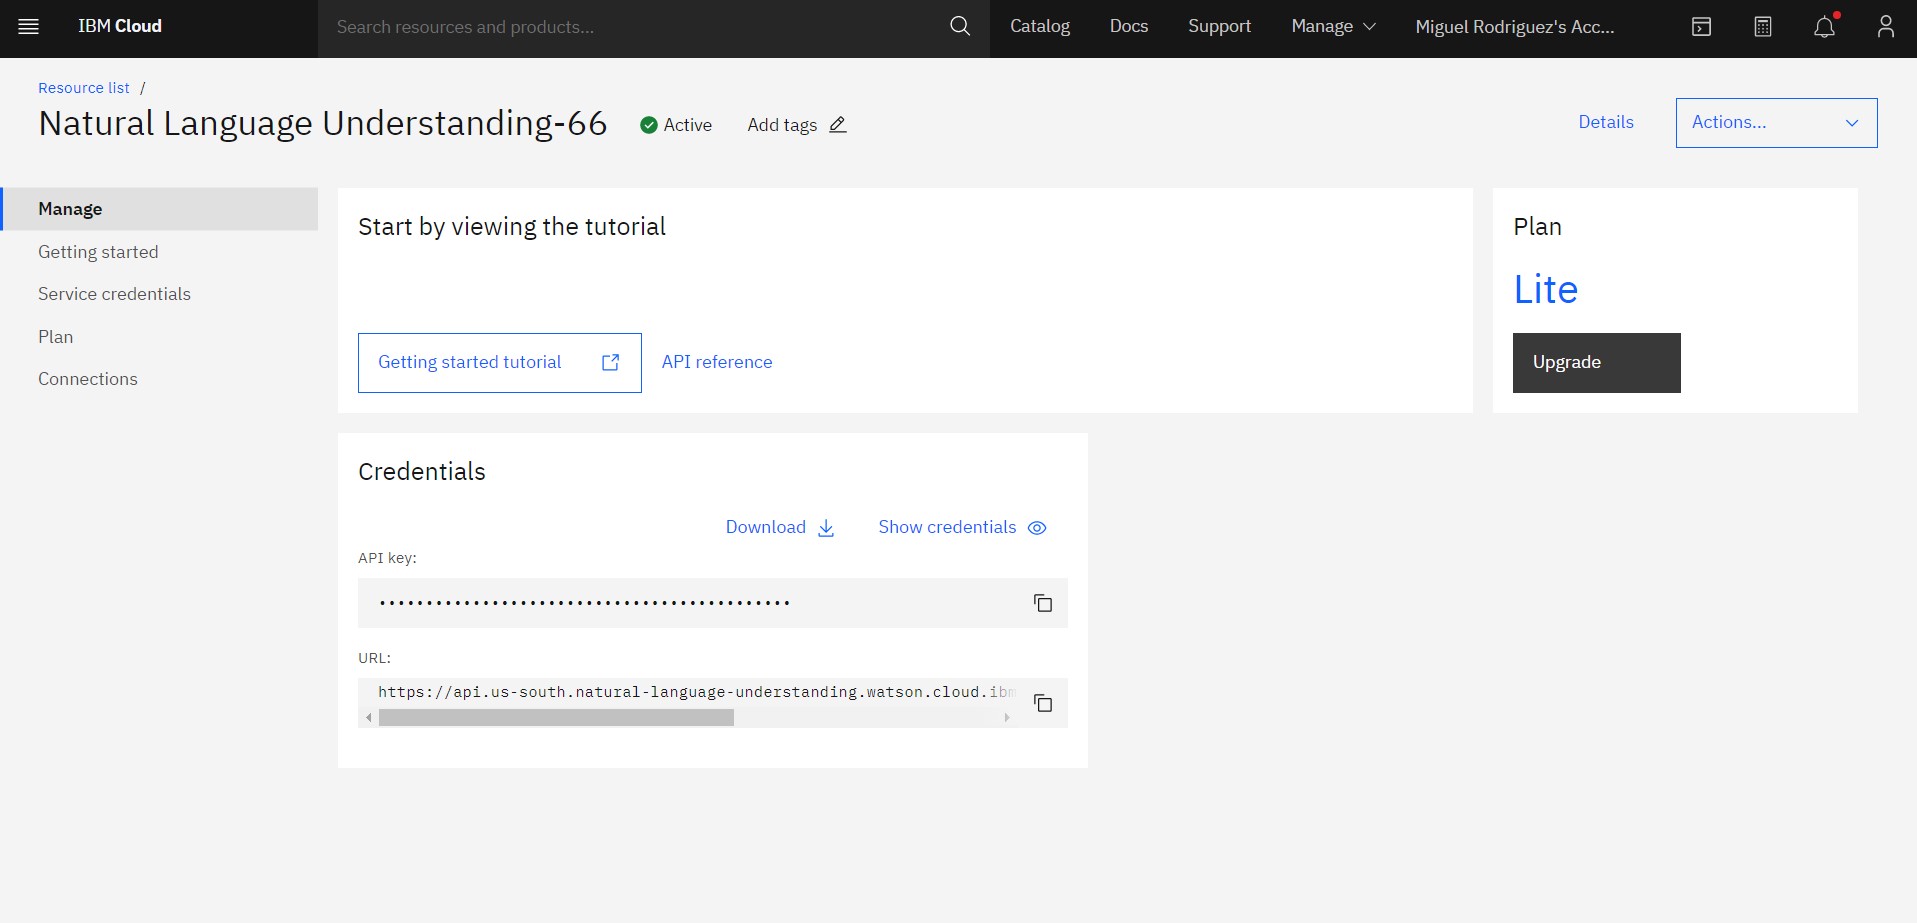 IBM Cloud
Search resources and products...
Catalog
Docs
Support
Manage
Miguel Rodriguez's Acc...
Resource list /
Natural Language Understanding-66
Active
Add tags
Details
Actions...
Manage
Getting started
Service credentials
Plan
Connections
Start by viewing the tutorial
Getting started tutorial
API reference
Plan
Lite
Upgrade
Credentials
Download
Show credentials
API key:
••••••••••••••••••••••••••••••••••••••••••••
URL:
https://api.us-south.natural-language-understanding.watson.cloud.ibm